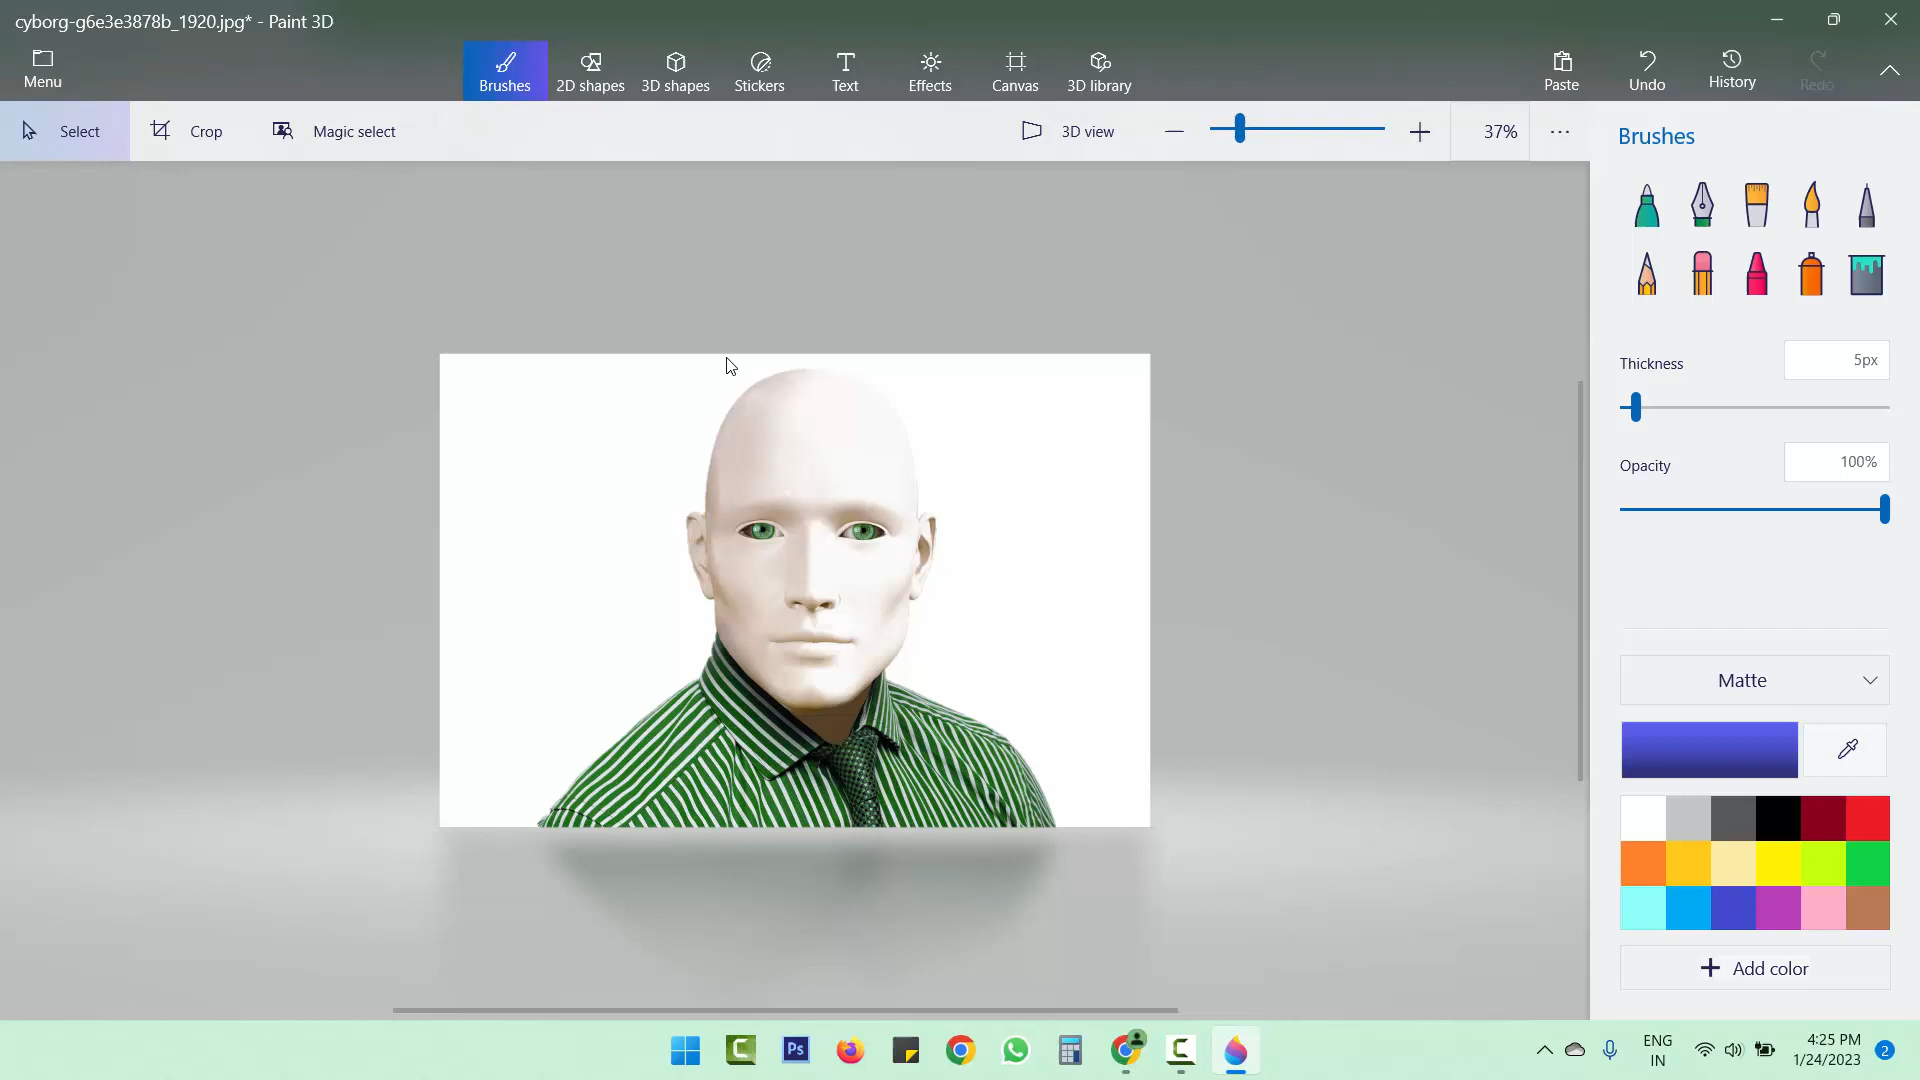 cyborg-g6e3e3878b_1920.jpg* - Paint 3D
Menu
Brushes
2D shapes
3D shapes
Stickers
Text
Effects
Canvas
3D library
Paste
Undo
History
Redo
Select
Crop
Magic select
3D view
37%
Brushes
Thickness
5px
Opacity
100%
Matte
Add color
Ps
ENG
IN
4:25 PM
1/24/2023
2